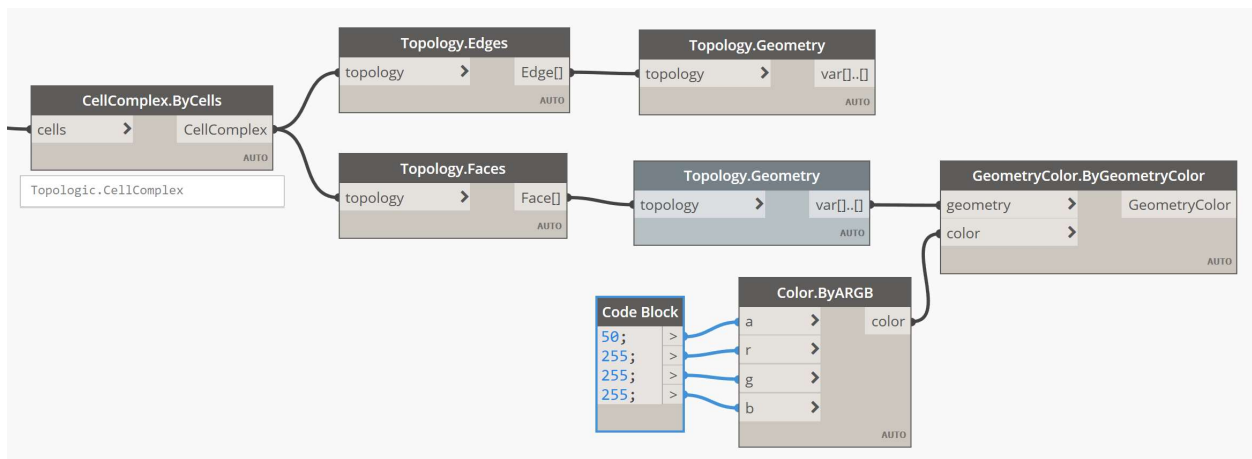 CellComplex.ByCells
cells > CellComplex
AUTO
Topologic.CellComplex
Topology.Edges
topology > Edge[]
AUTO
Topology.Geometry
topology > var[]..[]
AUTO
Topology.Faces
topology > Face[]
AUTO
Topology.Geometry
topology > var[]..[]
AUTO
GeometryColor.ByGeometryColor
geometry > GeometryColor
color >
AUTO
Code Block
50; >
255; >
255; >
255; >
Color.ByARGB
a > color
r >
g >
b >
AUTO